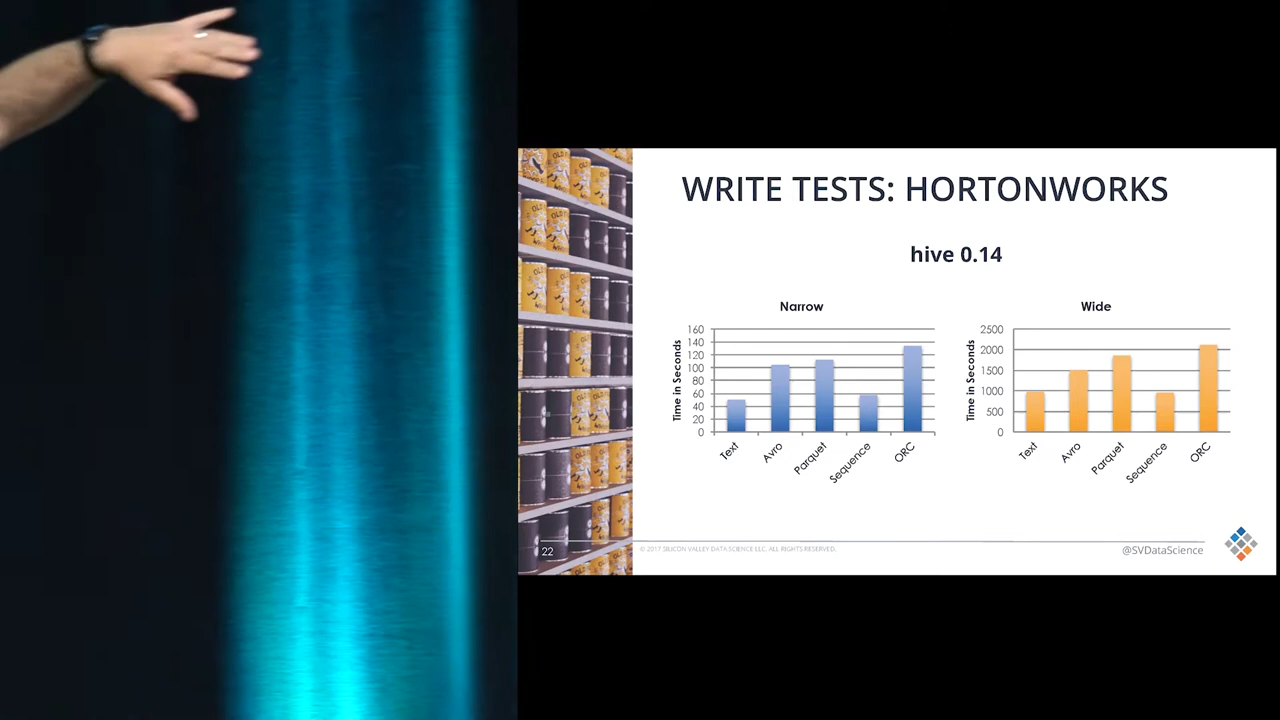 WRITE TESTS: HORTONWORKS
hive 0.14
Narrow
Time in Seconds
160
140
120
100
80
60
40
20
0
Text
Avro
Parquet
Sequence
ORC
Wide
Time in Seconds
2500
2000
1500
1000
500
0
Text
Avro
Parquet
Sequence
ORC
22
© 2017 SILICON VALLEY DATA SCIENCE LLC. ALL RIGHTS RESERVED.
@SVDataScience